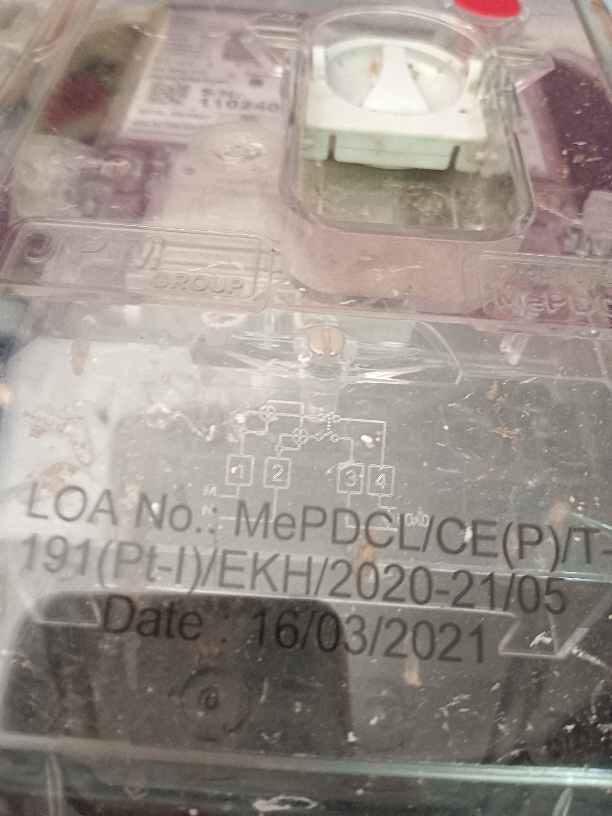 110240
GROUP
MePDC
1 2 3 4
LOA No.: MePDCL/CE(P)/T-
191(Pt-I)/EKH/2020-21/05
Date : 16/03/2021